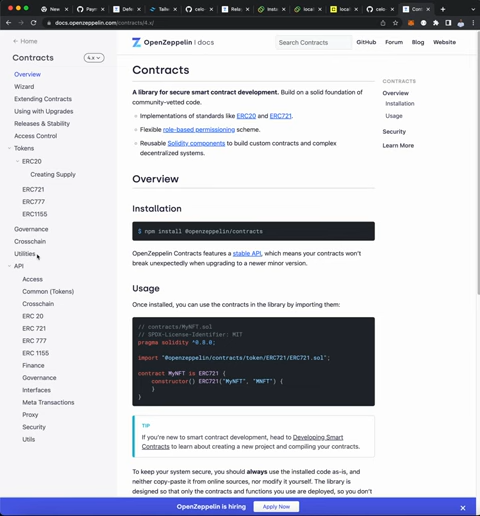 Payn
Defe
Tailw
celo-
Relea
Insta
local
local
celo-
Cont
docs.openzeppelin.com/contracts/4.x/
Home
Contracts
4.x
Overview
Wizard
Extending Contracts
Using with Upgrades
Releases & Stability
Access Control
Tokens
ERC20
Creating Supply
ERC721
ERC777
ERC1155
Governance
Crosschain
Utilities
API
Access
Common (Tokens)
Crosschain
ERC 20
ERC 721
ERC 777
ERC 1155
Finance
Governance
Interfaces
Meta Transactions
Proxy
Security
Utils
OpenZeppelin | docs
Search Contracts
GitHub
Forum
Blog
Website
Contracts
A library for secure smart contract development. Build on a solid foundation of
community-vetted code.
Implementations of standards like ERC20 and ERC721.
Flexible role-based permissioning scheme.
Reusable Solidity components to build custom contracts and complex
decentralized systems.
Overview
Installation
$ npm install @openzeppelin/contracts
OpenZeppelin Contracts features a stable API, which means your contracts won't
break unexpectedly when upgrading to a newer minor version.
Usage
Once installed, you can use the contracts in the library by importing them:
// contracts/MyNFT.sol
// SPDX-License-Identifier: MIT
pragma solidity ^0.8.0;
import "@openzeppelin/contracts/token/ERC721/ERC721.sol";
contract MyNFT is ERC721 {
constructor() ERC721("MyNFT", "MNFT") {
}
}
TIP
If you're new to smart contract development, head to Developing Smart
Contracts to learn about creating a new project and compiling your contracts.
To keep your system secure, you should always use the installed code as-is, and
neither copy-paste it from online sources, nor modify it yourself. The library is
designed so that only the contracts and functions you use are deployed, so you don't
CONTRACTS
Overview
Installation
Usage
Security
Learn More
OpenZeppelin is hiring
Apply Now